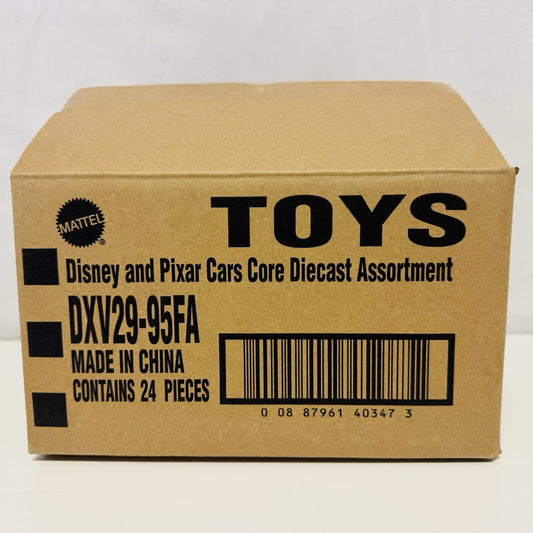 MATTEL
®
TOYS
Disney and Pixar Cars Core Diecast Assortment
DXV29-95FA
MADE IN CHINA
CONTAINS 24 PIECES
0 08 87961 40347 3